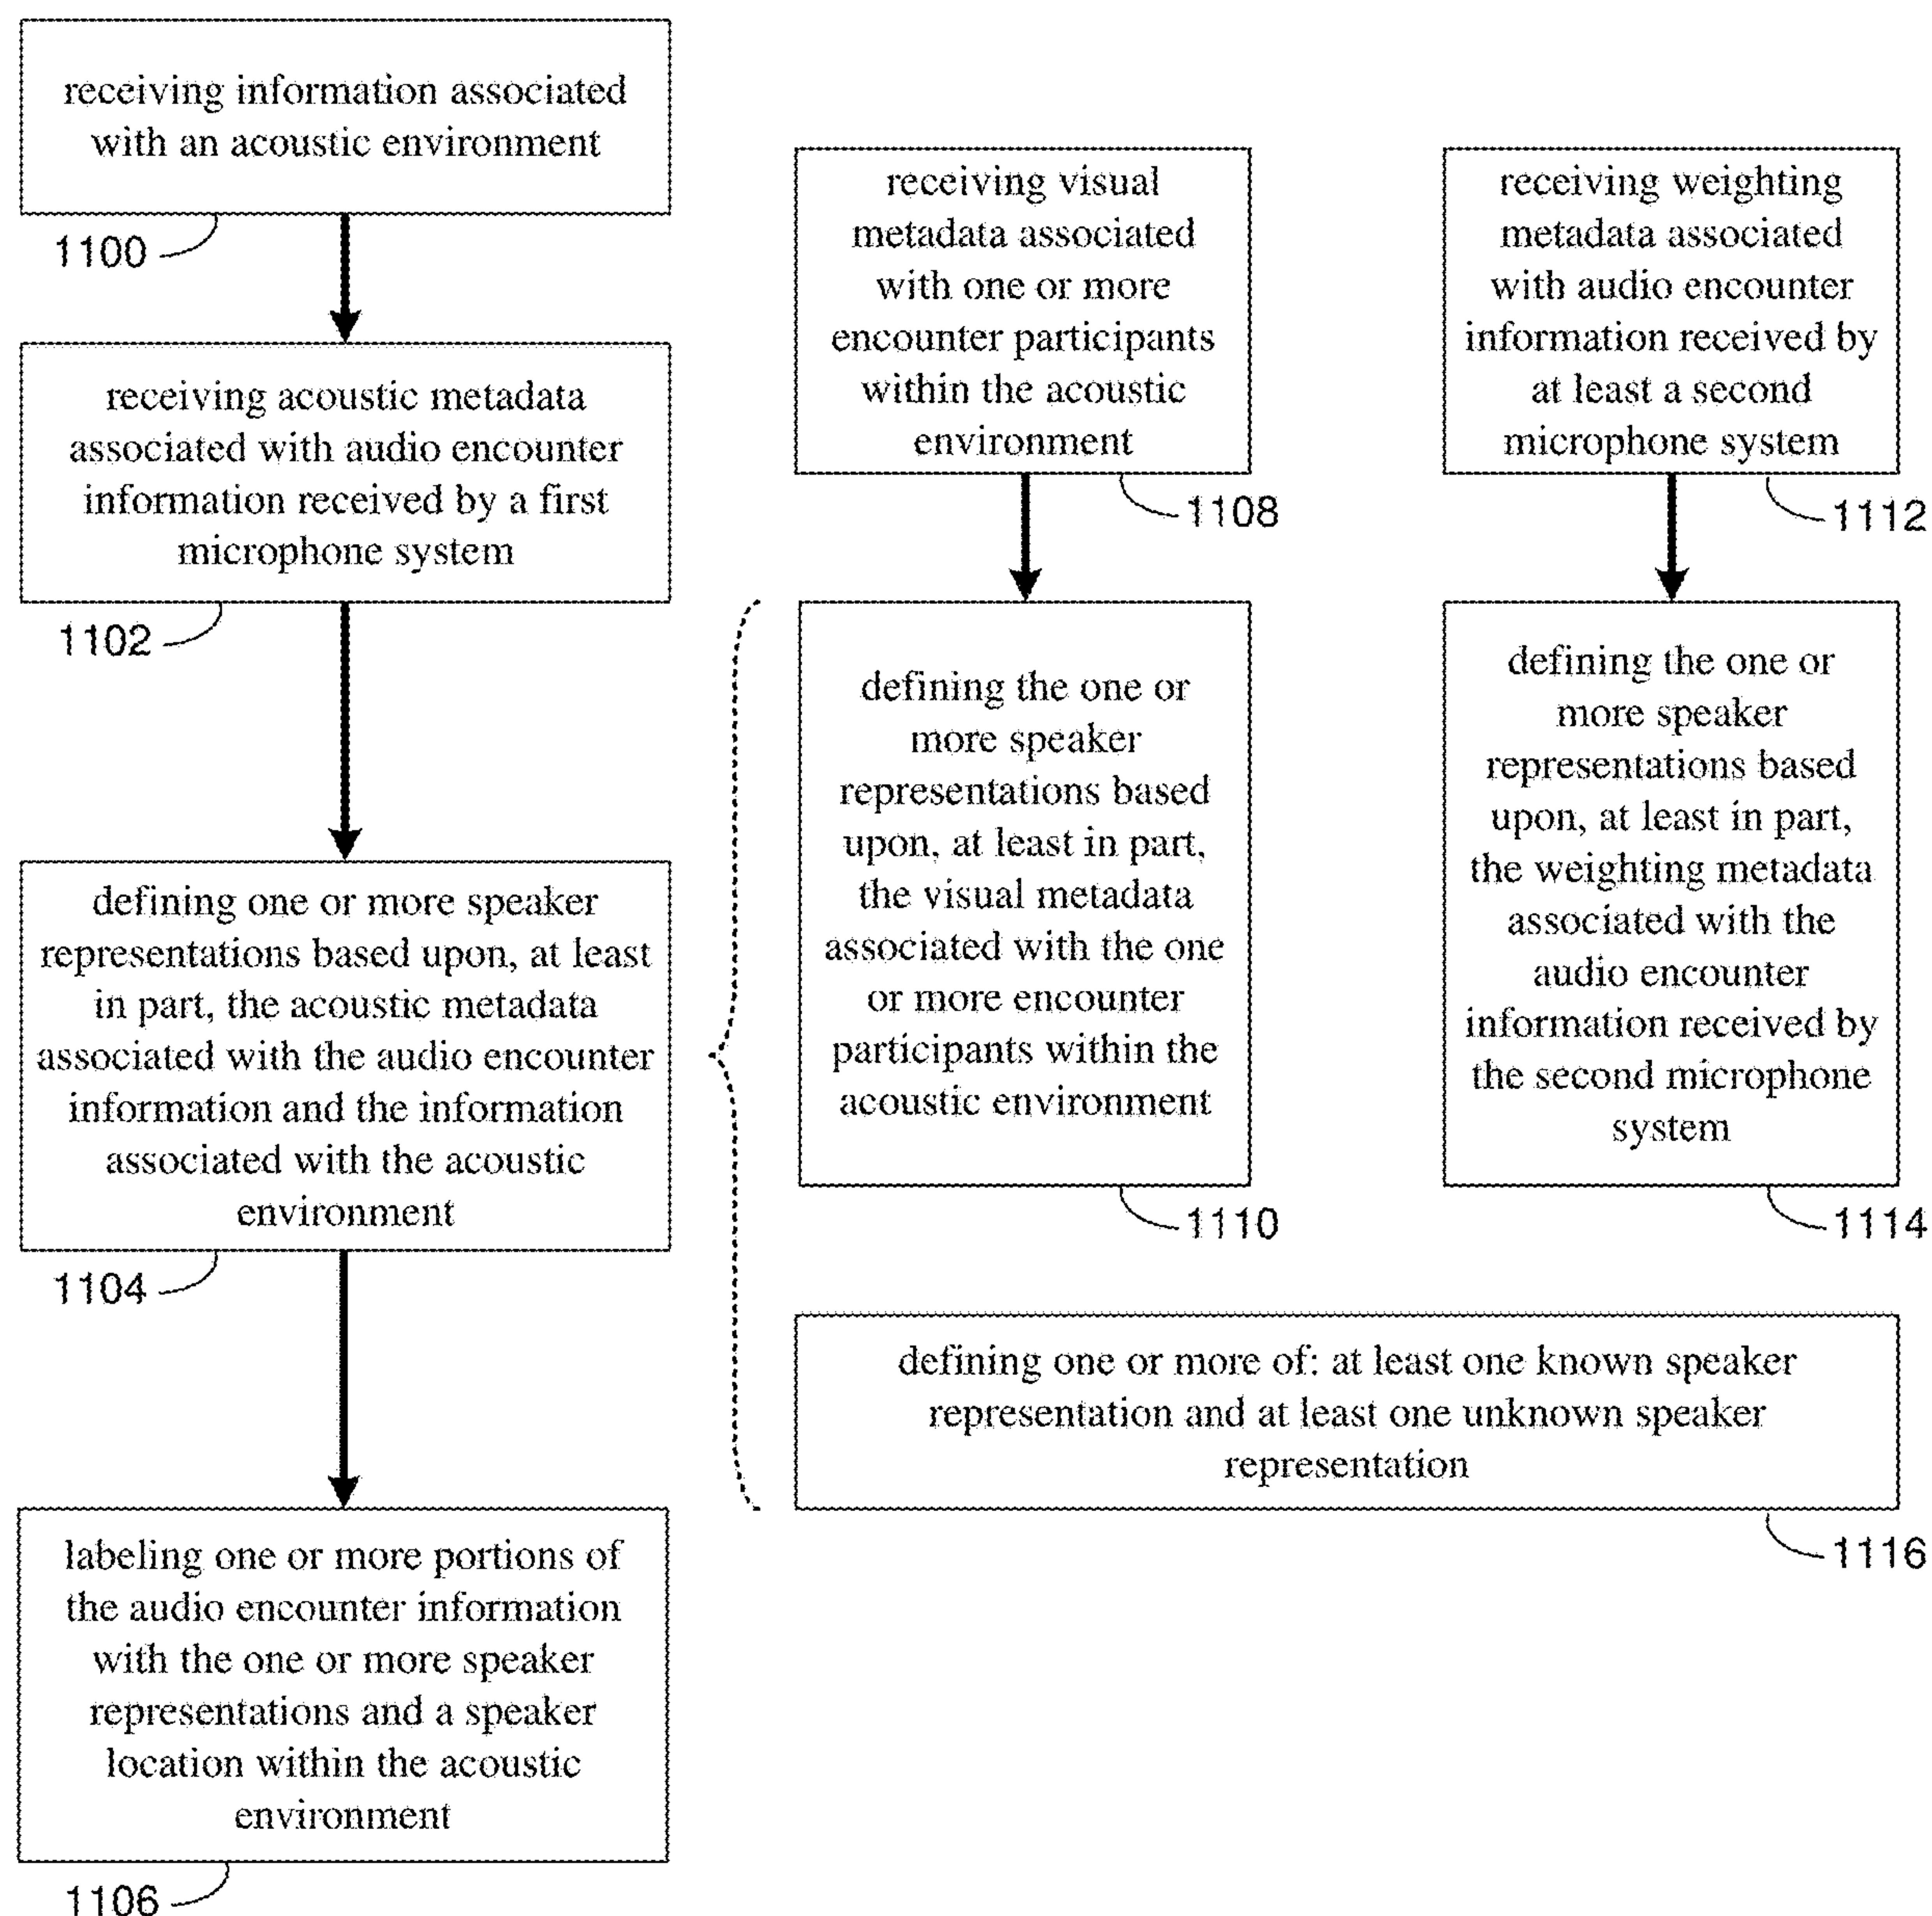 receiving information associated
with an acoustic environment
1100
receiving acoustic metadata
associated with audio encounter
information received by a first
microphone system
1102
defining one or more speaker
representations based upon, at least
in part, the acoustic metadata
associated with the audio encounter
information and the information
associated with the acoustic
environment
1104
labeling one or more portions of
the audio encounter information
with the one or more speaker
representations and a speaker
location within the acoustic
environment
1106
receiving visual
metadata associated
with one or more
encounter participants
within the acoustic
environment
1108
defining the one or
more speaker
representations based
upon, at least in part,
the visual metadata
associated with the one
or more encounter
participants within the
acoustic environment
1110
receiving weighting
metadata associated
with audio encounter
information received by
at least a second
microphone system
1112
defining the one or
more speaker
representations based
upon, at least in part,
the weighting metadata
associated with the
audio encounter
information received by
the second microphone
system
1114
defining one or more of: at least one known speaker
representation and at least one unknown speaker
representation
1116